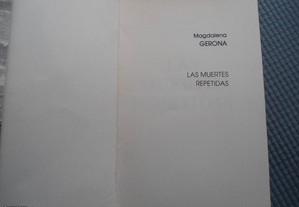 Magdalena
GERONA
LAS MUERTES
REPETIDAS